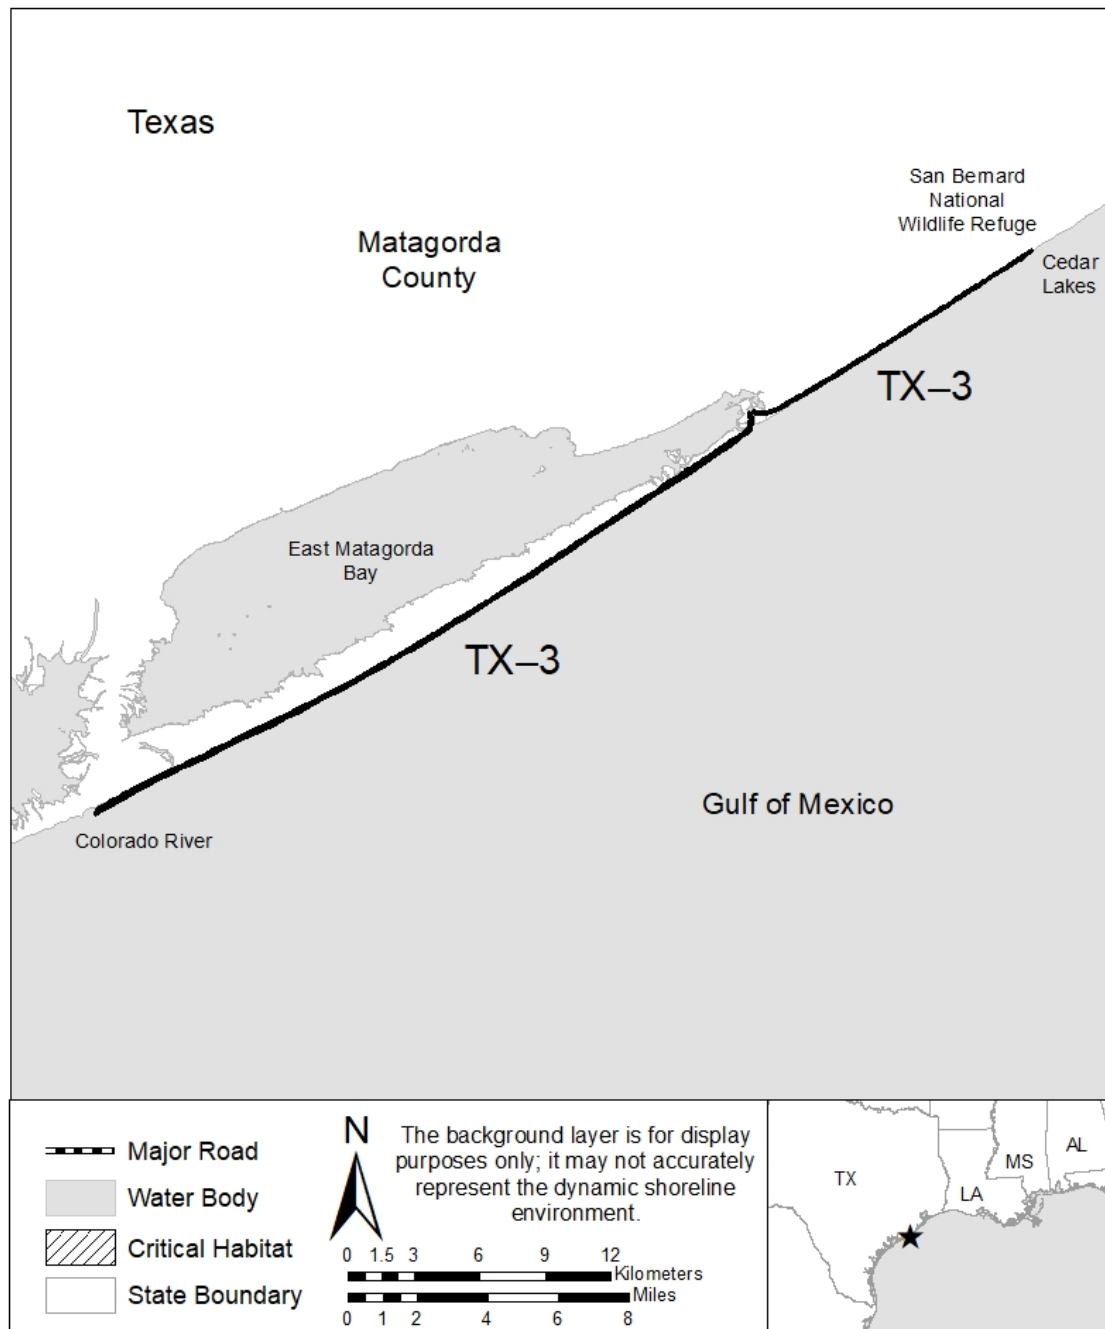 Texas
San Bernard
National
Wildlife Refuge
Matagorda
County
Cedar
Lakes
TX–3
East Matagorda
Bay
TX–3
Gulf of Mexico
Colorado River
Major Road
Water Body
Critical Habitat
State Boundary
N
The background layer is for display
purposes only; it may not accurately
represent the dynamic shoreline
environment.
0 1.5 3 6 9 12
Kilometers
Miles
0 1 2 4 6 8
TX
LA
MS
AL